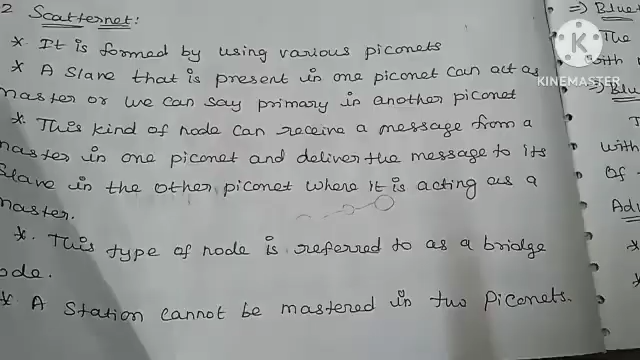 2 Scatternet:
* It is formed by using various piconets
* A Slave that is present in one piconet can act as
master or we can say primary in another piconet
* This kind of node can receive a message from a
master in one piconet and deliver the message to its
Slave in the other piconet where it is acting as a
master.
*. This type of node is referred to as a bridge
ode.
* A Station cannot be mastered in two Piconets.
=> Bluet
The
with
=> Blu
T
with
Of
Adv
*
*
KINEMASTER